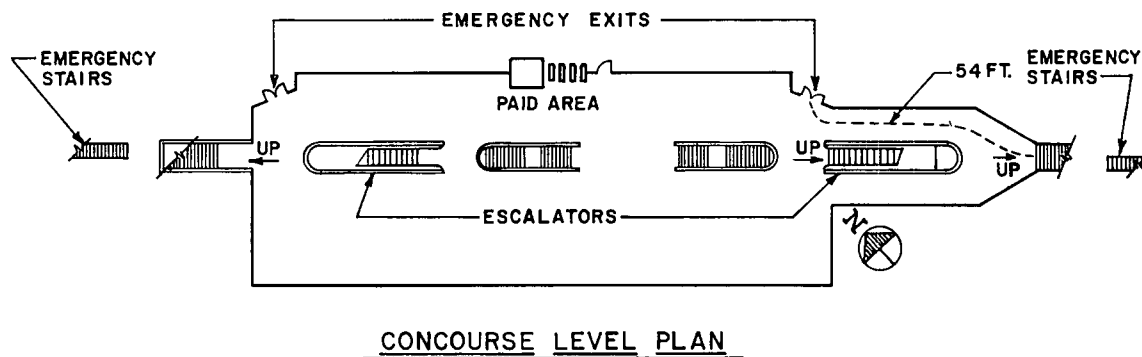 EMERGENCY EXITS
EMERGENCY
STAIRS
54 FT.
EMERGENCY
STAIRS
PAID AREA
UP
UP
UP
ESCALATORS
N
CONCOURSE LEVEL PLAN